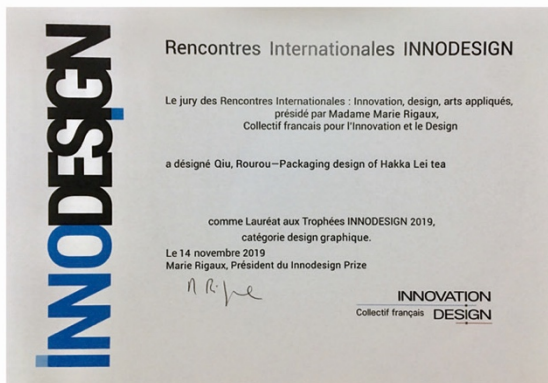 INNODESIGN
Rencontres Internationales INNODESIGN
Le jury des Rencontres Internationales : Innovation, design, arts appliqués,
présidé par Madame Marie Rigaux,
Collectif francais pour l'Innovation et le Design
a désigné Qiu, Rourou—Packaging design of Hakka Lei tea
comme Lauréat aux Trophées INNODESIGN 2019,
catégorie design graphique.
Le 14 novembre 2019
Marie Rigaux, Président du Innodesign Prize
INNOVATION
Collectif français DESIGN